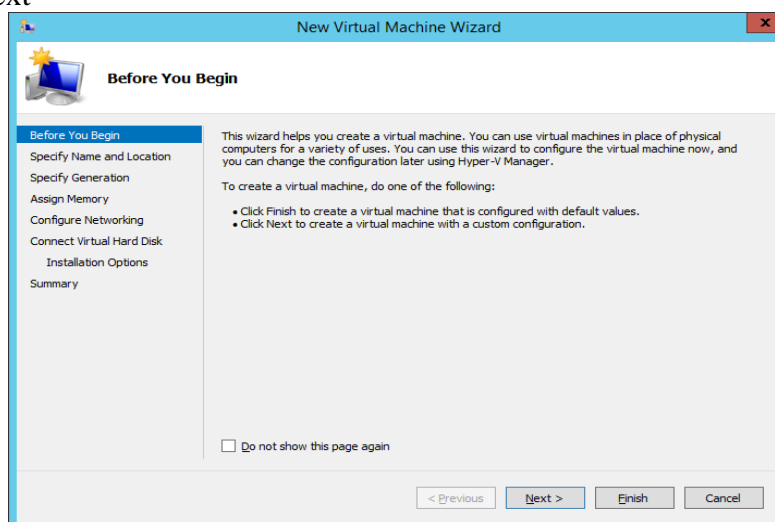 New Virtual Machine Wizard
x
Before You Begin
Before You Begin
Specify Name and Location
Specify Generation
Assign Memory
Configure Networking
Connect Virtual Hard Disk
Installation Options
Summary
This wizard helps you create a virtual machine. You can use virtual machines in place of physical
computers for a variety of uses. You can use this wizard to configure the virtual machine now, and
you can change the configuration later using Hyper-V Manager.
To create a virtual machine, do one of the following:
• Click Finish to create a virtual machine that is configured with default values.
• Click Next to create a virtual machine with a custom configuration.
Do not show this page again
< Previous
Next >
Finish
Cancel